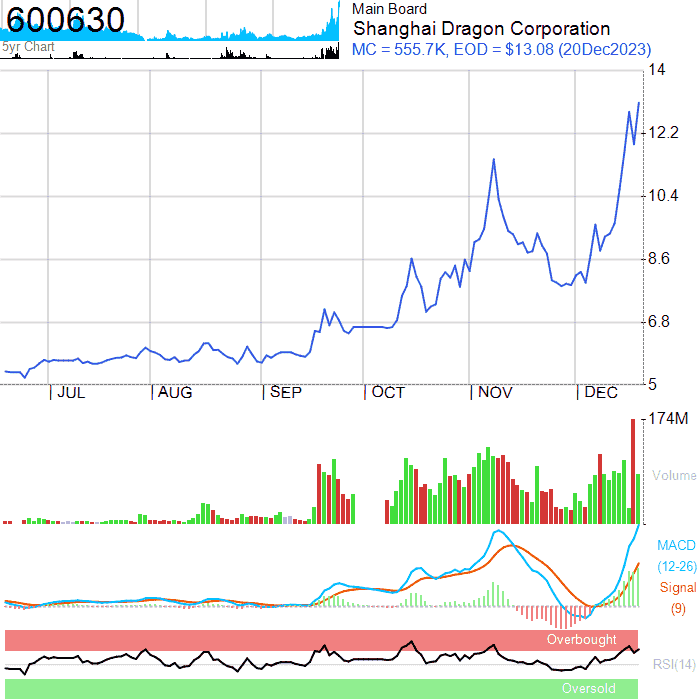 600630
5yr Chart
Main Board
Shanghai Dragon Corporation
MC = 555.7K, EOD = $13.08 (20Dec2023)
14
12.2
10.4
8.6
6.8
5
JUL
AUG
SEP
OCT
NOV
DEC
174M
Volume
MACD
(12-26)
Signal
(9)
Overbought
RSI(14)
Oversold